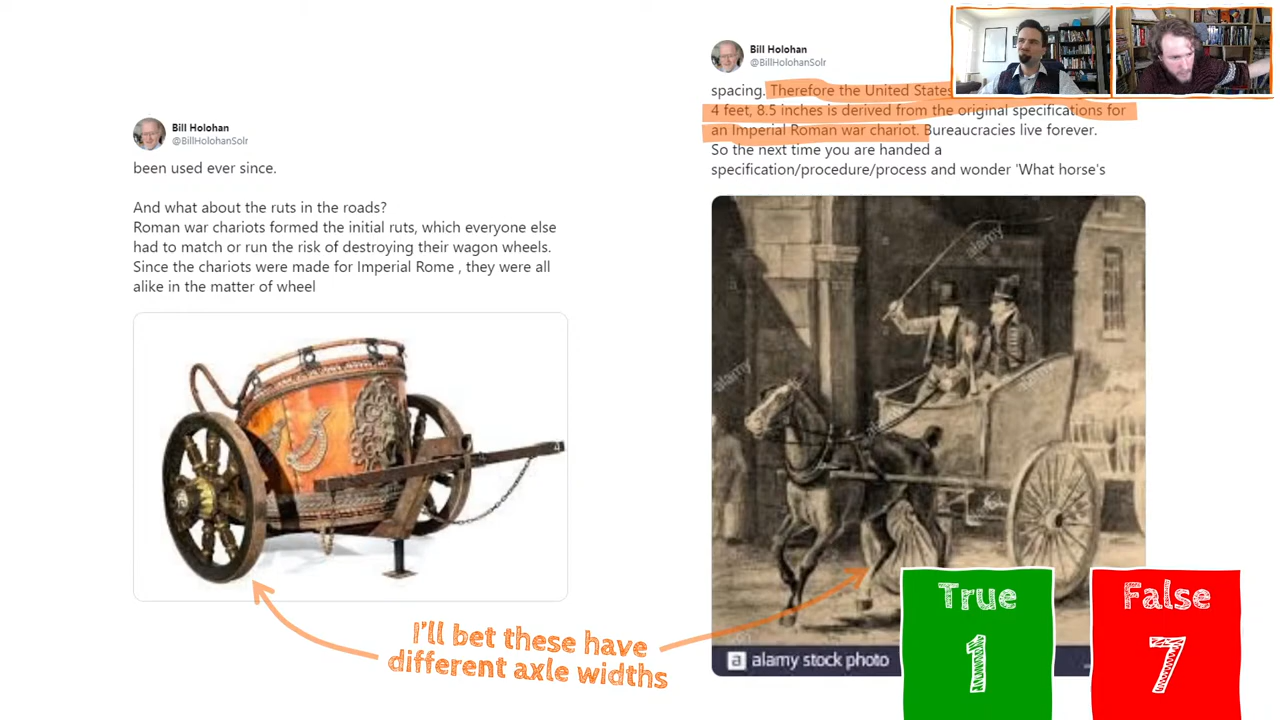 Bill Holohan
@BillHolohanSolr
been used ever since.
And what about the ruts in the roads?
Roman war chariots formed the initial ruts, which everyone else
had to match or run the risk of destroying their wagon wheels.
Since the chariots were made for Imperial Rome , they were all
alike in the matter of wheel
Bill Holohan
@BillHolohanSolr
spacing. Therefore the United States
4 feet, 8.5 inches is derived from the original specifications for
an Imperial Roman war chariot. Bureaucracies live forever.
So the next time you are handed a
specification/procedure/process and wonder 'What horse's
alamy
alamy
alamy
alamy
a alamy stock photo
I'll bet these have
different axle widths
True
1
False
7